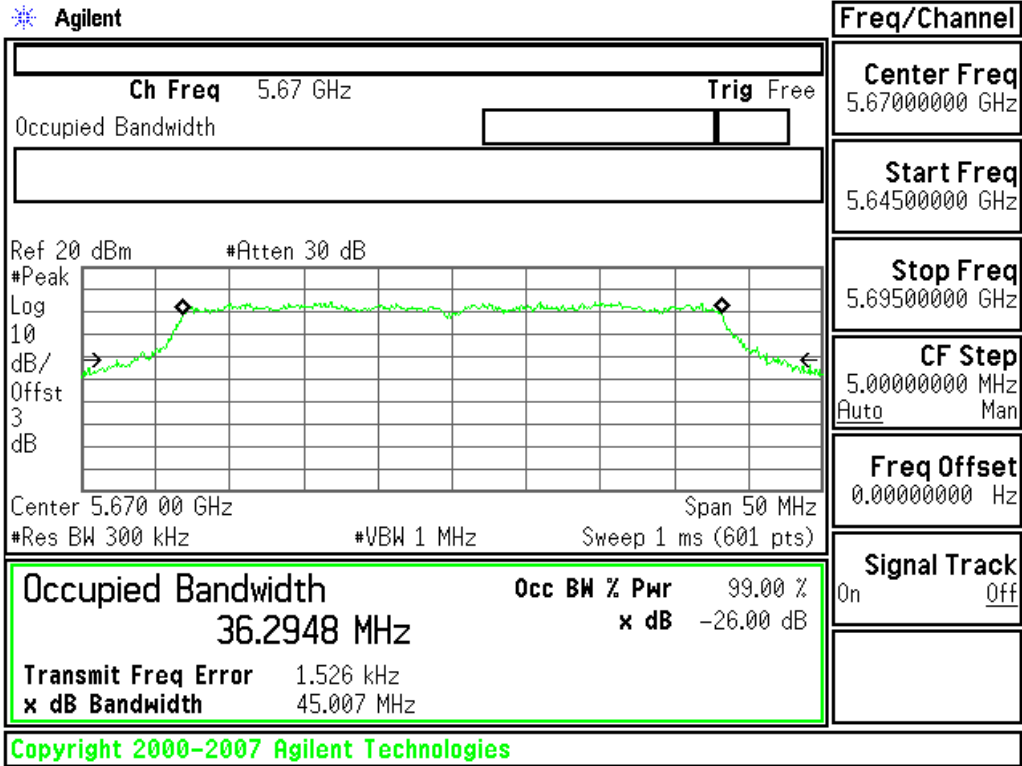 Agilent
Freq/Channel
Ch Freq 5.67 GHz Trig Free
Occupied Bandwidth
Center Freq
5.67000000 GHz
Start Freq
5.64500000 GHz
Stop Freq
5.69500000 GHz
CF Step
5.00000000 MHz
Auto Man
Freq Offset
0.00000000 Hz
Signal Track
On Off
Ref 20 dBm #Atten 30 dB
#Peak
Log
10
dB/
Offst
3
dB
Center 5.670 00 GHz Span 50 MHz
#Res BW 300 kHz #VBW 1 MHz Sweep 1 ms (601 pts)
Occupied Bandwidth
36.2948 MHz
Occ BW % Pwr 99.00 %
x dB -26.00 dB
Transmit Freq Error 1.526 kHz
x dB Bandwidth 45.007 MHz
Copyright 2000-2007 Agilent Technologies